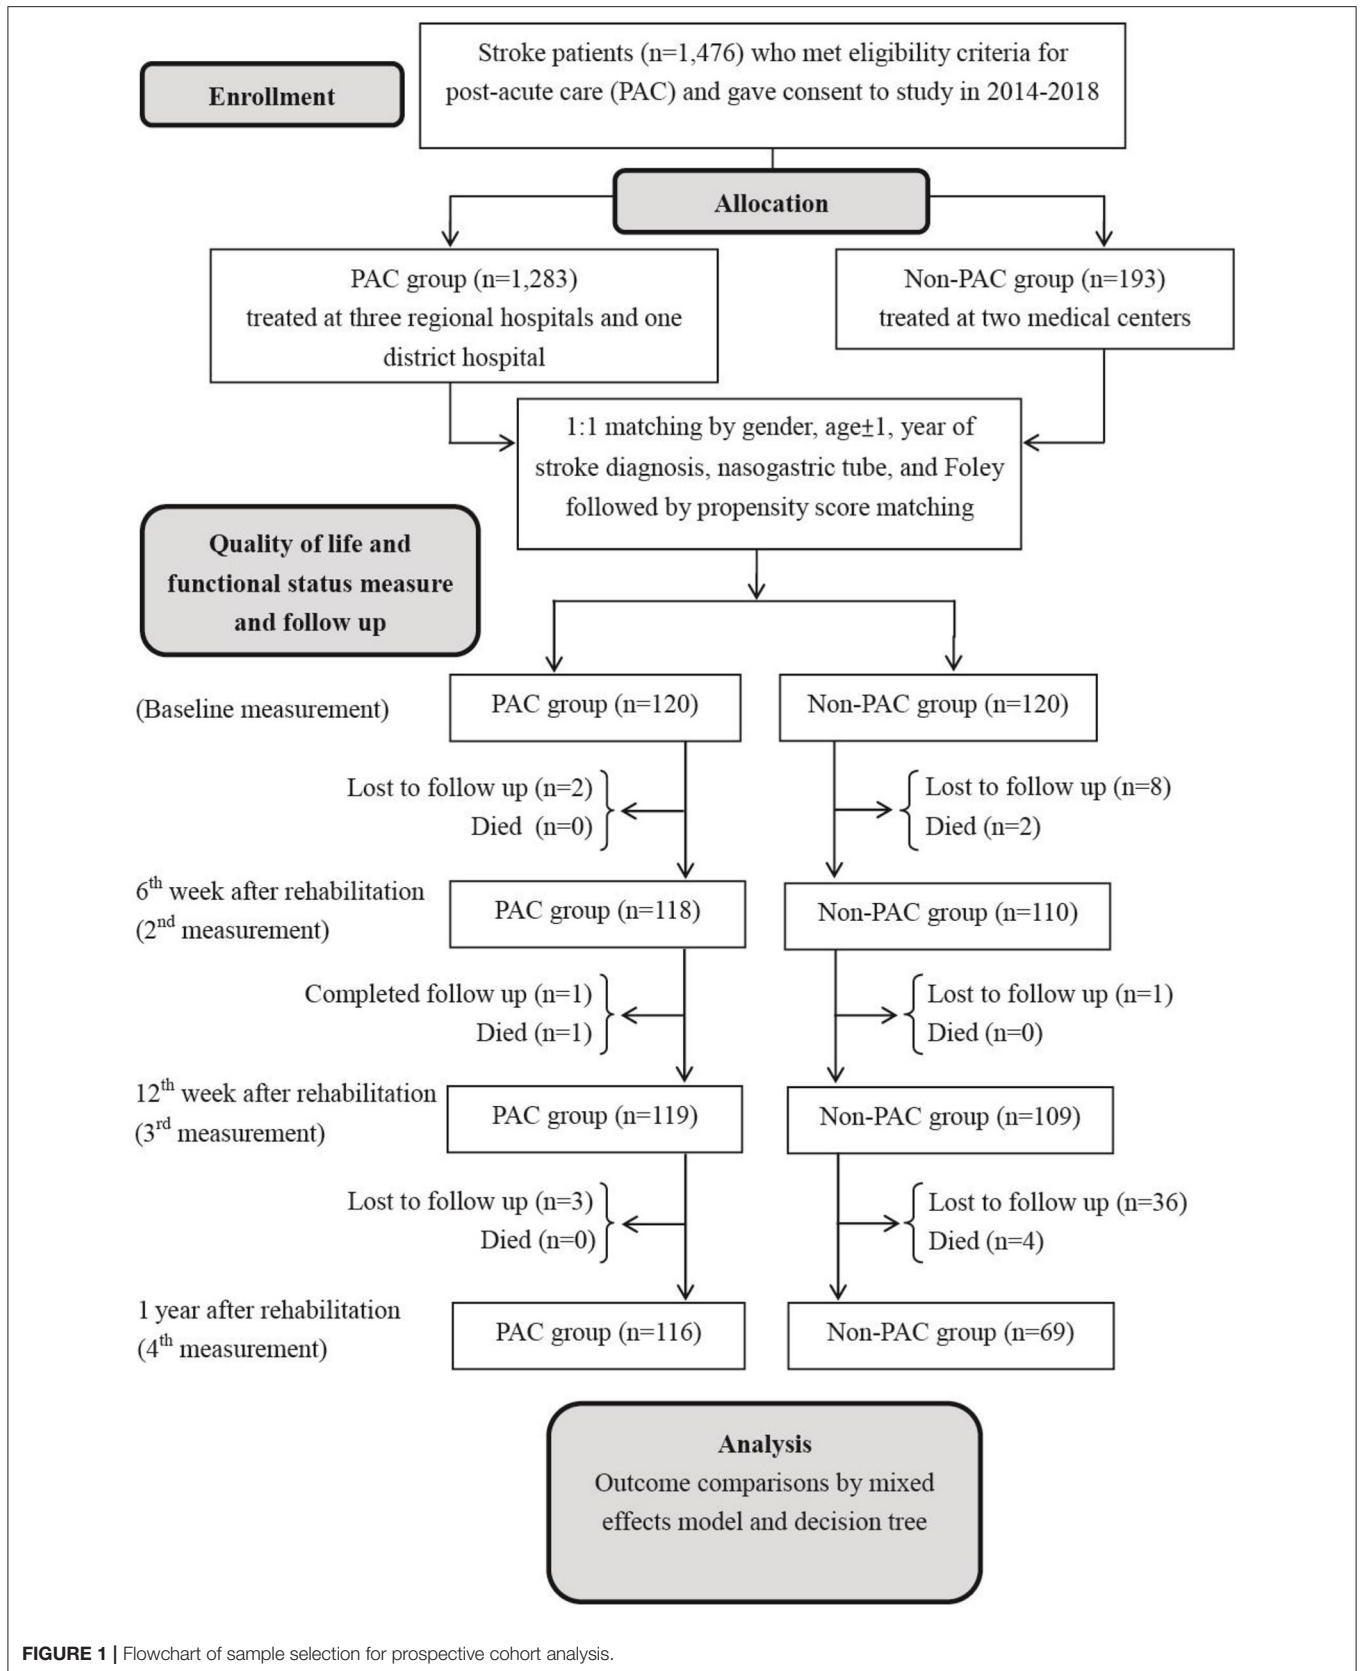 Stroke patients (n=1,476) who met eligibility criteria for
post-acute care (PAC) and gave consent to study in 2014-2018
Enrollment
Allocation
PAC group (n=1,283)
treated at three regional hospitals and one
district hospital
Non-PAC group (n=193)
treated at two medical centers
1:1 matching by gender, age±1, year of
stroke diagnosis, nasogastric tube, and Foley
followed by propensity score matching
Quality of life and
functional status measure
and follow up
(Baseline measurement)
PAC group (n=120)
Non-PAC group (n=120)
Lost to follow up (n=2)
Died (n=0)
Lost to follow up (n=8)
Died (n=2)
6th week after rehabilitation
(2nd measurement)
PAC group (n=118)
Non-PAC group (n=110)
Completed follow up (n=1)
Died (n=1)
Lost to follow up (n=1)
Died (n=0)
12th week after rehabilitation
(3rd measurement)
PAC group (n=119)
Non-PAC group (n=109)
Lost to follow up (n=3)
Died (n=0)
Lost to follow up (n=36)
Died (n=4)
1 year after rehabilitation
(4th measurement)
PAC group (n=116)
Non-PAC group (n=69)
Analysis
Outcome comparisons by mixed
effects model and decision tree
FIGURE 1 | Flowchart of sample selection for prospective cohort analysis.